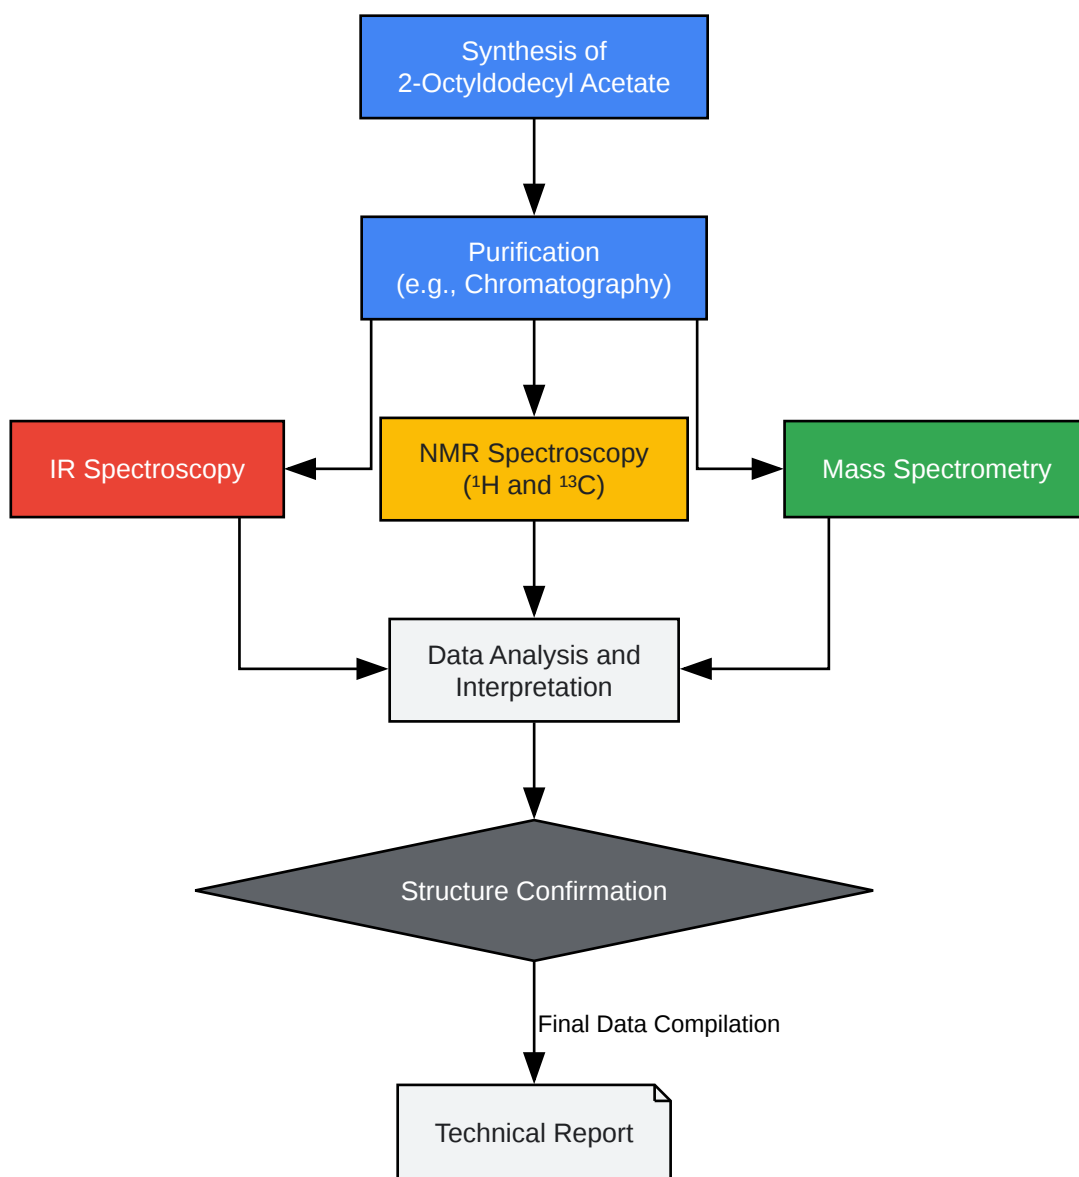 Synthesis of
2-Octyldodecyl Acetate
Purification
(e.g., Chromatography)
IR Spectroscopy
NMR Spectroscopy
(¹H and ¹³C)
Mass Spectrometry
Data Analysis and
Interpretation
Structure Confirmation
Final Data Compilation
Technical Report